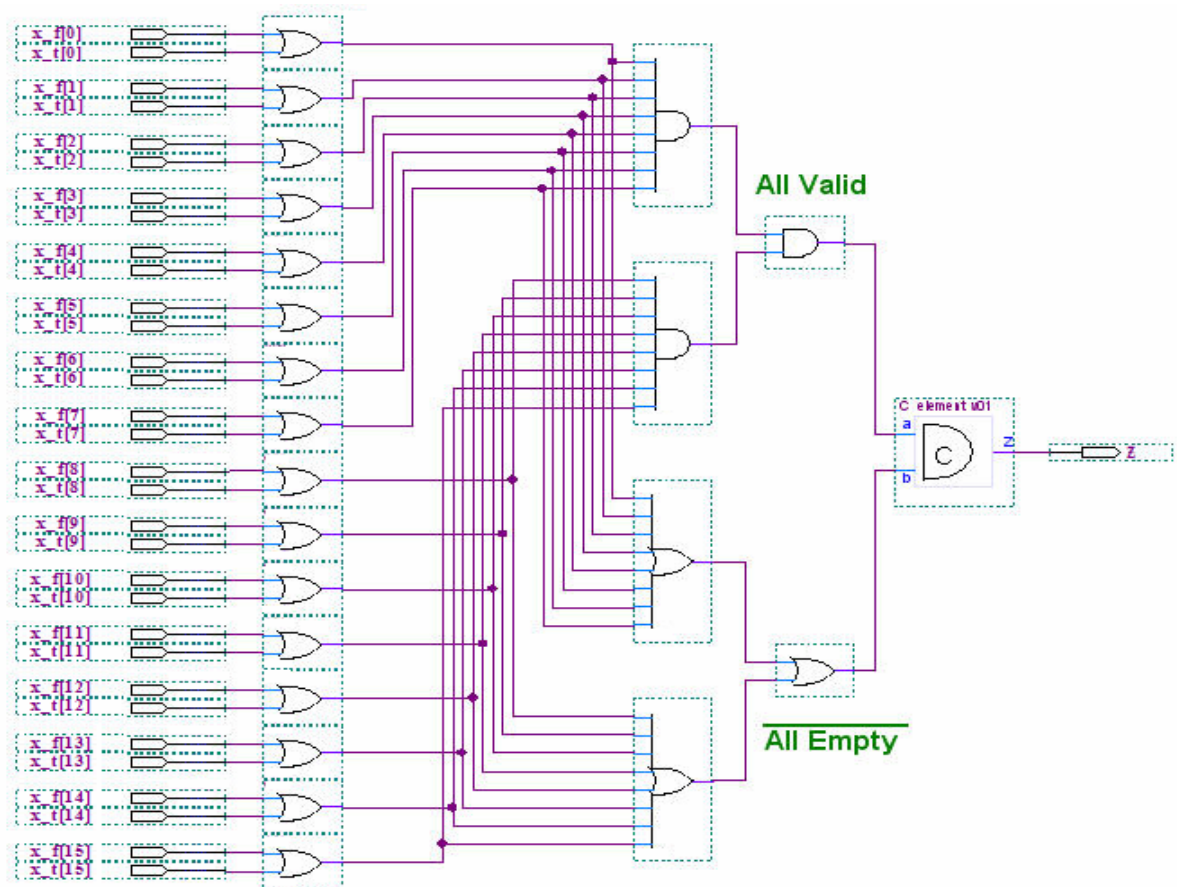 x_f[0]
x_t[0]
x_f[1]
x_t[1]
x_f[2]
x_t[2]
x_f[3]
x_t[3]
x_f[4]
x_t[4]
x_f[5]
x_t[5]
x_f[6]
x_t[6]
x_f[7]
x_t[7]
x_f[8]
x_t[8]
x_f[9]
x_t[9]
x_f[10]
x_t[10]
x_f[11]
x_t[11]
x_f[12]
x_t[12]
x_f[13]
x_t[13]
x_f[14]
x_t[14]
x_f[15]
x_t[15]
All Valid
All Empty
C_element_v01
a
b
C
Z
Z